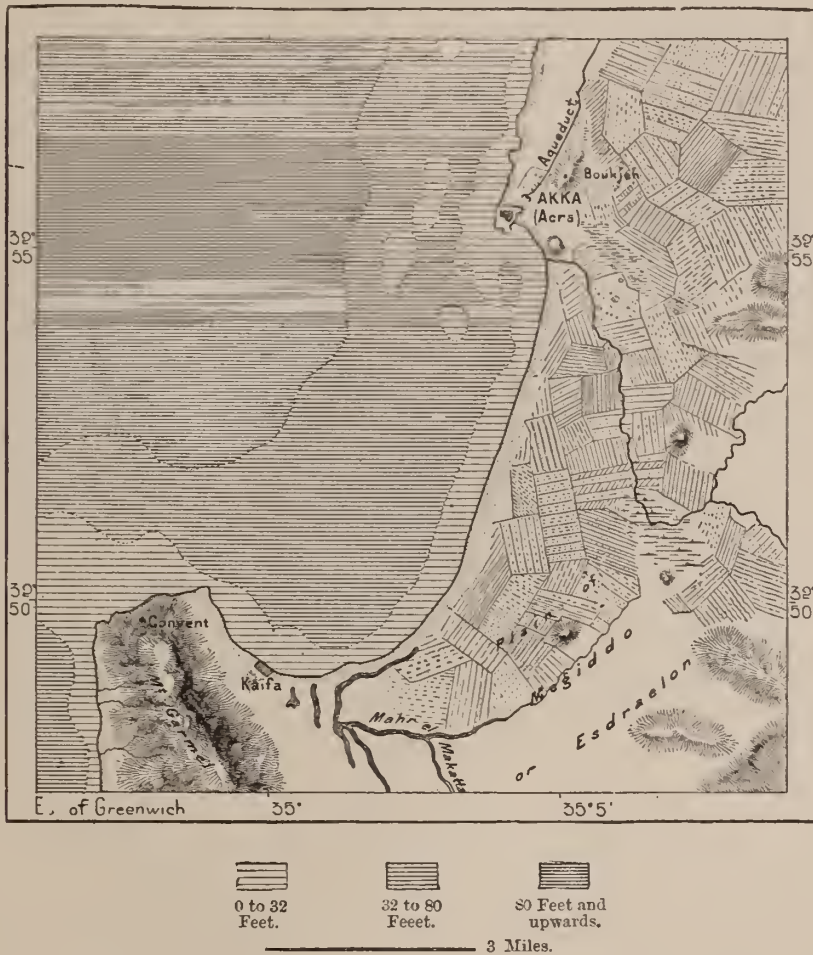 Aqueduct
Boukjeh
AKKA
(Acre)
32°
55'
32°
55'
32°
50'
32°
50'
Convent
Kaifa
Mt Carmel
Plain of
Megiddo
or Esdraelon
Mahr el
Makatta
E. of Greenwich
35°
35° 5'
0 to 32
Feet.
32 to 80
Feeet.
80 Feet and
upwards.
3 Miles.